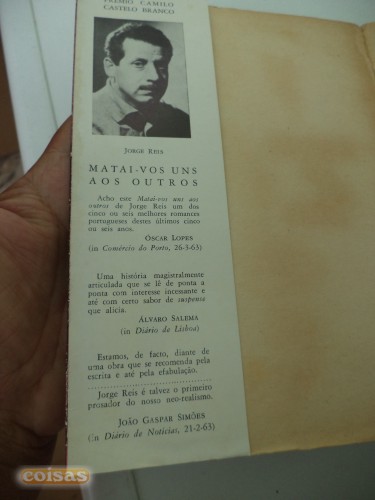 PRÉMIO CAMILO
CASTELO BRANCO
JORGE REIS
MATAI-VOS UNS
AOS OUTROS
Acho este Matai-vos uns aos
outros de Jorge Reis um dos
cinco ou seis melhores romances
portugueses destes últimos cinco
ou seis anos.
ÓSCAR LOPES
(in Comércio do Porto, 26-3-63)
Uma história magistralmente
articulada que se lê de ponta a
ponta com interesse incessante e
até com certo sabor de suspense
que alicia.
ÁLVARO SALEMA
(in Diário de Lisboa)
Estamos, de facto, diante de
uma obra que se recomenda pela
escrita e até pela efabulação.
Jorge Reis é talvez o primeiro
prosador do nosso neo-realismo.
JOÃO GASPAR SIMÕES
(in Diário de Notícias, 21-2-63)
coisas